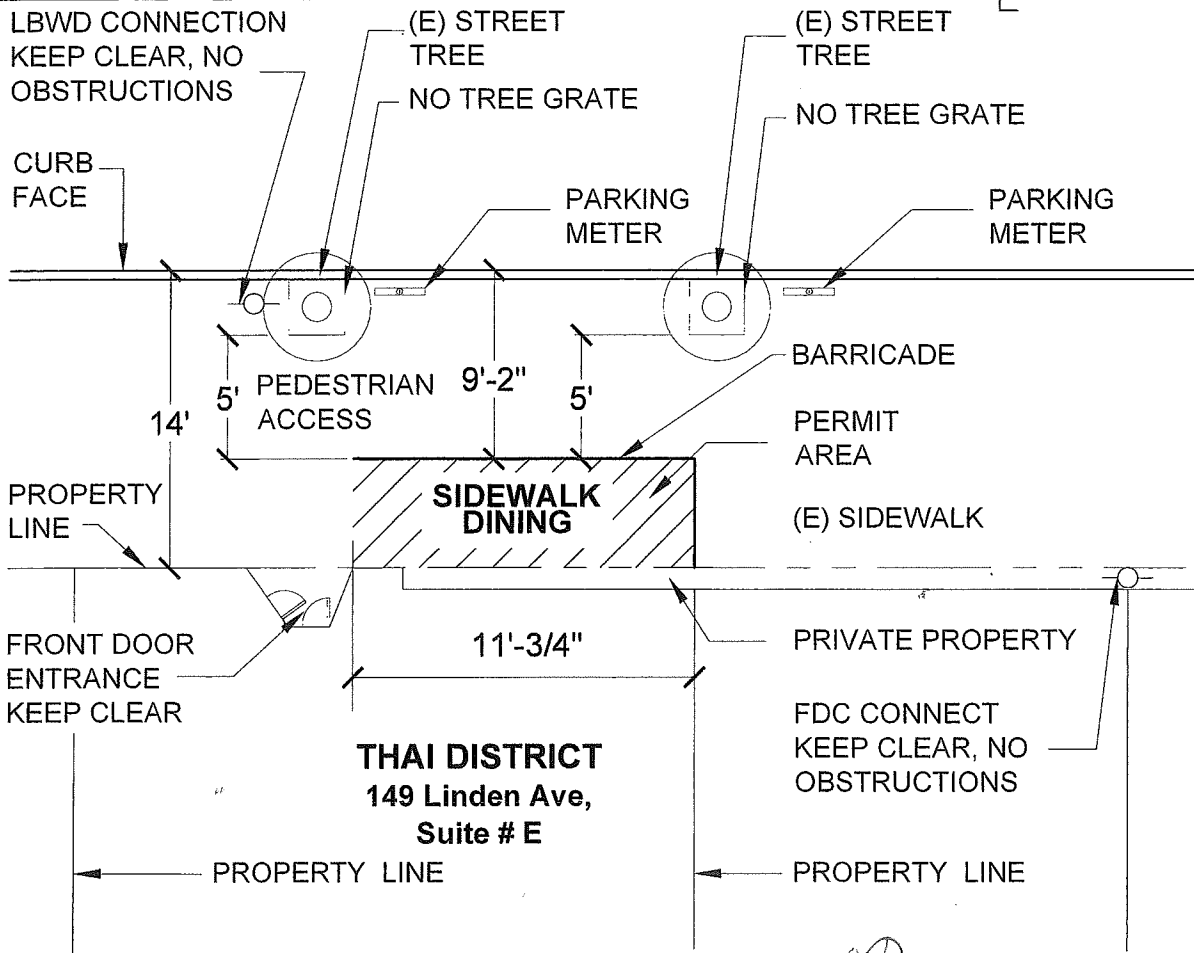 LBWD CONNECTION
KEEP CLEAR, NO
OBSTRUCTIONS
(E) STREET
TREE
NO TREE GRATE
(E) STREET
TREE
NO TREE GRATE
CURB
FACE
PARKING
METER
PARKING
METER
14'
5'
PEDESTRIAN
ACCESS
9'-2"
5'
BARRICADE
PERMIT
AREA
SIDEWALK
DINING
(E) SIDEWALK
PROPERTY
LINE
FRONT DOOR
ENTRANCE
KEEP CLEAR
11'-3/4"
PRIVATE PROPERTY
FDC CONNECT
KEEP CLEAR, NO
OBSTRUCTIONS
THAI DISTRICT
149 Linden Ave,
Suite # E
PROPERTY LINE
PROPERTY LINE